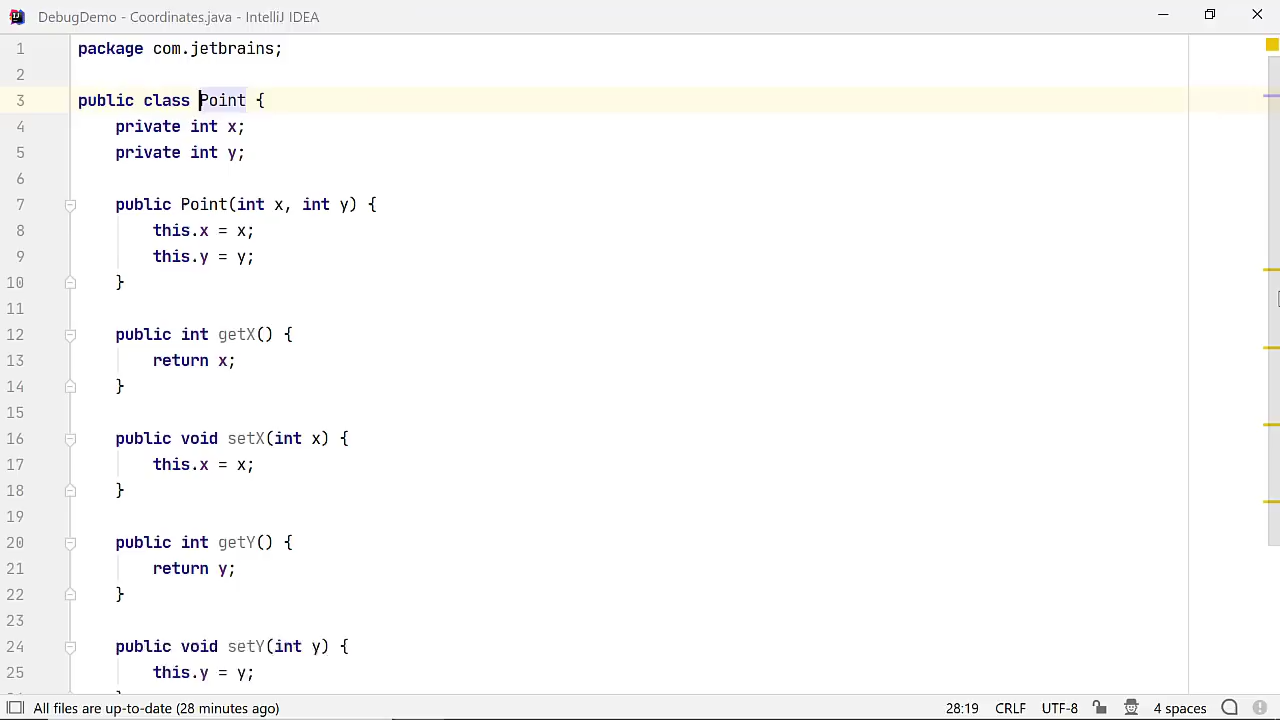 DebugDemo - Coordinates.java - IntelliJ IDEA
1 package com.jetbrains;
2
3 public class Point {
4 private int x;
5 private int y;
6
7 public Point(int x, int y) {
8 this.x = x;
9 this.y = y;
10 }
11
12 public int getX() {
13 return x;
14 }
15
16 public void setX(int x) {
17 this.x = x;
18 }
19
20 public int getY() {
21 return y;
22 }
23
24 public void setY(int y) {
25 this.y = y;
All files are up-to-date (28 minutes ago) 28:19 CRLF UTF-8 4 spaces